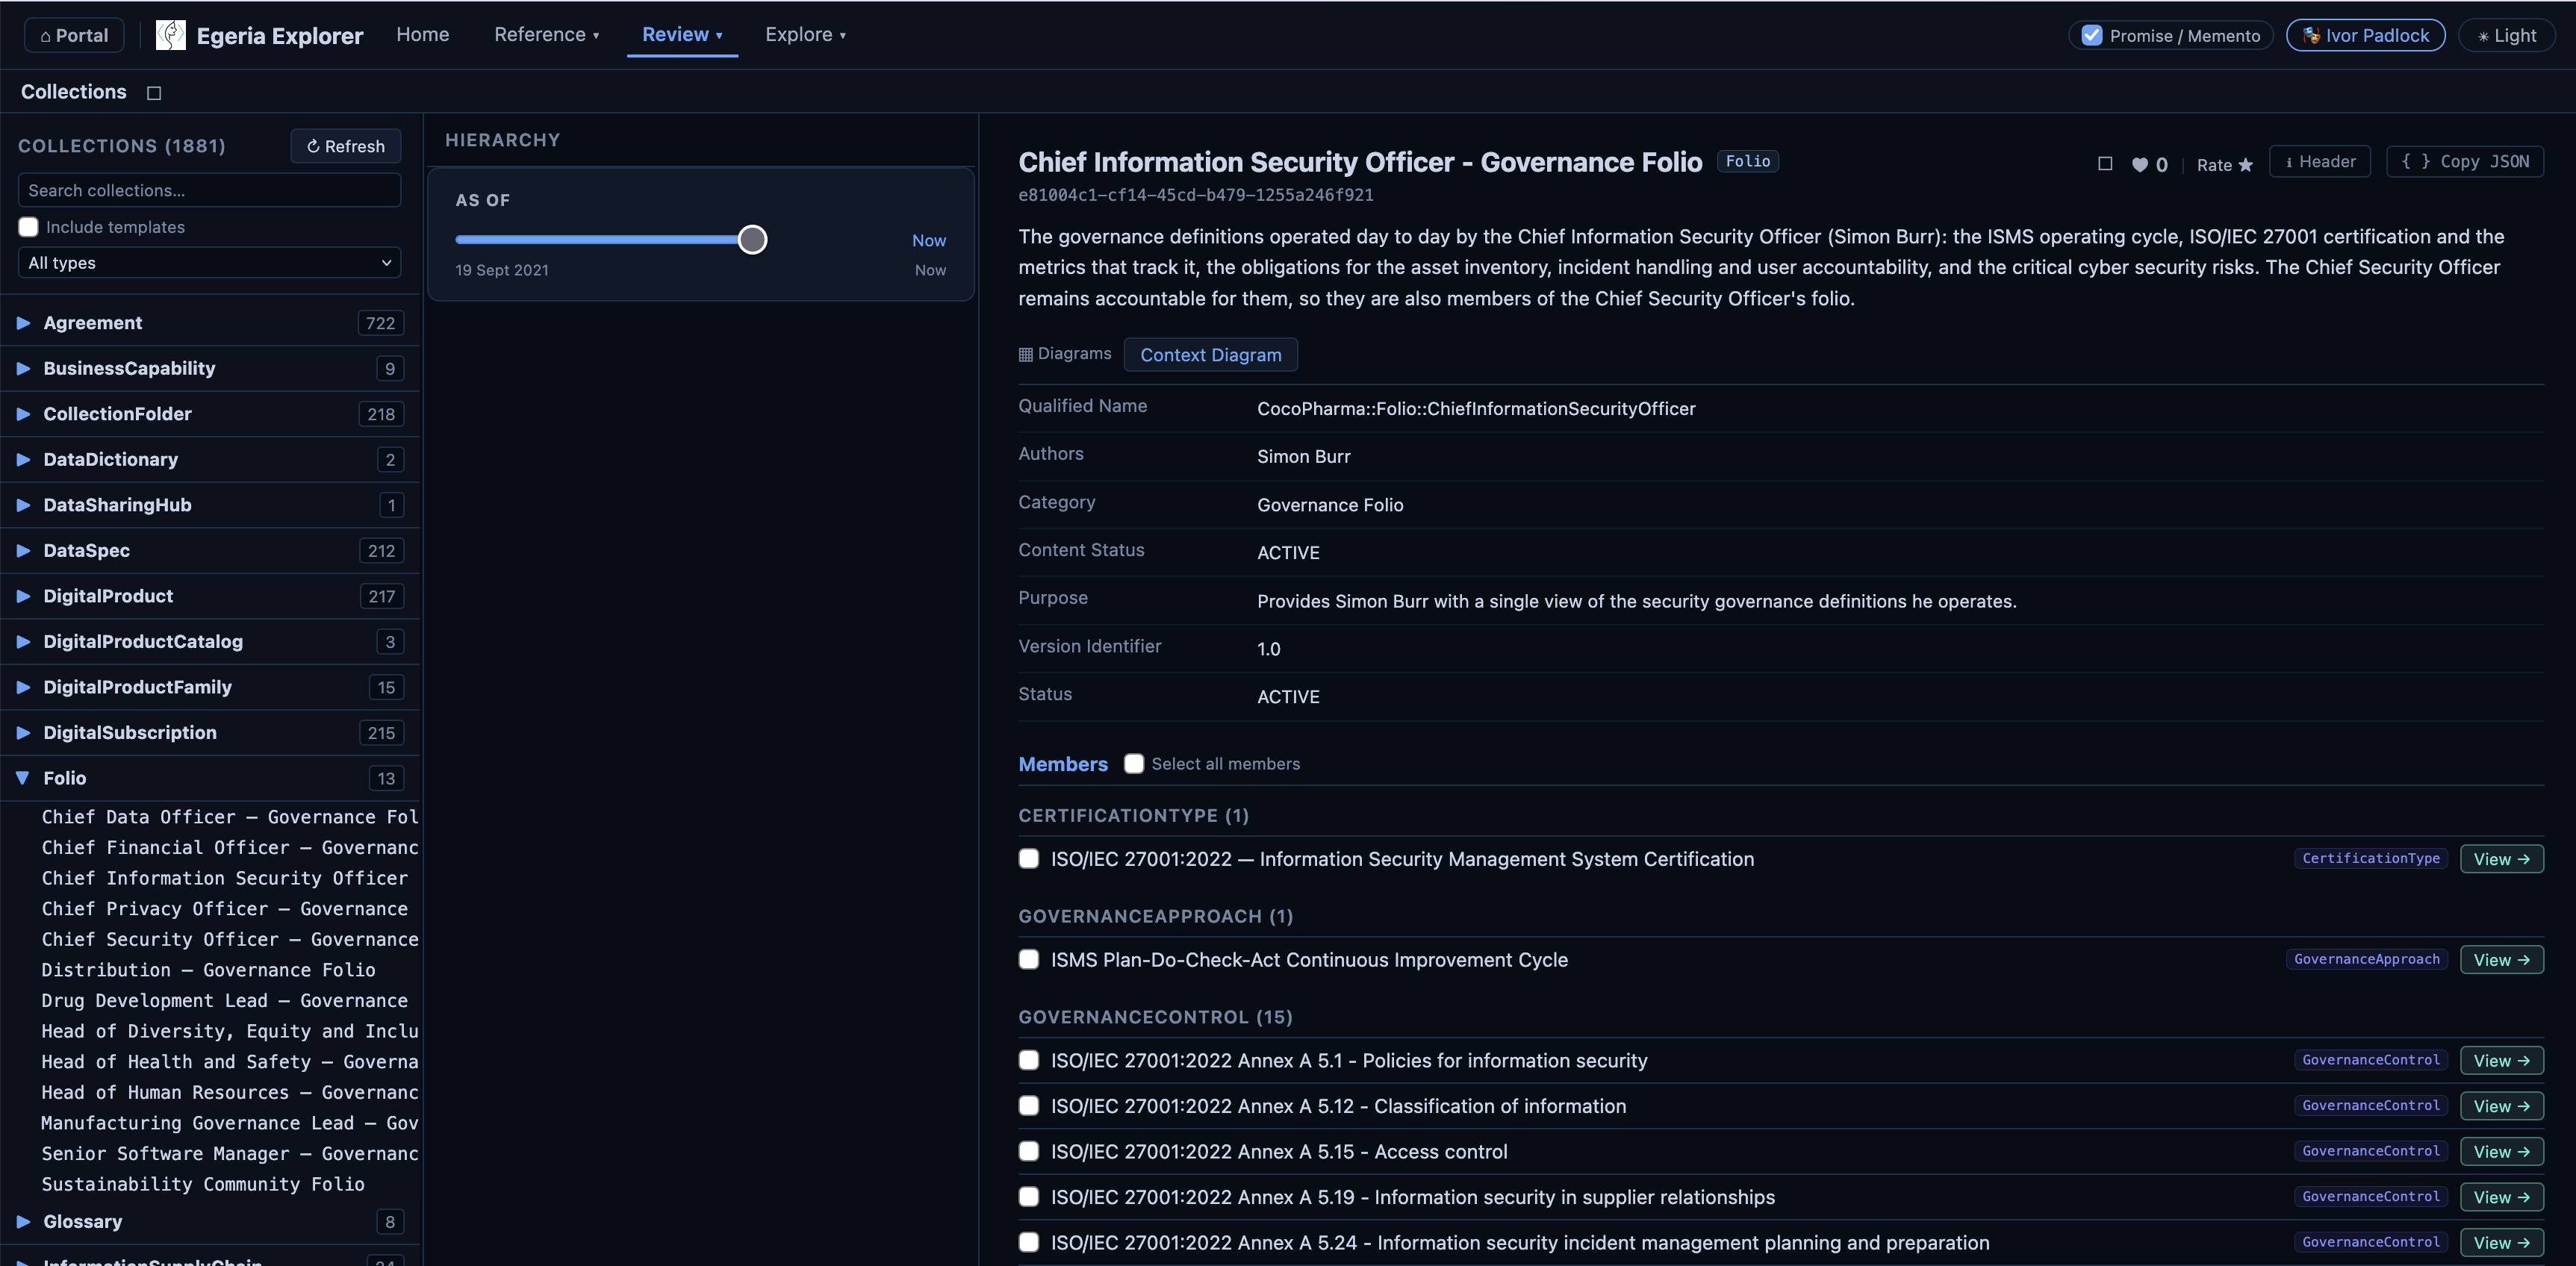 ⌂ Portal
Egeria Explorer
Home
Reference ▾
Review ▾
Explore ▾
Promise / Memento
Ivor Padlock
☀ Light
Collections
COLLECTIONS (1881)
↻ Refresh
Search collections...
Include templates
All types
▶ Agreement 722
▶ BusinessCapability 9
▶ CollectionFolder 218
▶ DataDictionary 2
▶ DataSharingHub 1
▶ DataSpec 212
▶ DigitalProduct 217
▶ DigitalProductCatalog 3
▶ DigitalProductFamily 15
▶ DigitalSubscription 215
▼ Folio 13
Chief Data Officer – Governance Fol
Chief Financial Officer – Governanc
Chief Information Security Officer
Chief Privacy Officer – Governance
Chief Security Officer – Governance
Distribution – Governance Folio
Drug Development Lead – Governance
Head of Diversity, Equity and Inclu
Head of Health and Safety – Governa
Head of Human Resources – Governanc
Manufacturing Governance Lead – Gov
Senior Software Manager – Governanc
Sustainability Community Folio
▶ Glossary 8
HIERARCHY
AS OF
Now
19 Sept 2021
Now
Chief Information Security Officer - Governance Folio
Folio
♥ 0
Rate ★
ℹ Header
{ } Copy JSON
e81004c1-cf14-45cd-b479-1255a246f921
The governance definitions operated day to day by the Chief Information Security Officer (Simon Burr): the ISMS operating cycle, ISO/IEC 27001 certification and the
metrics that track it, the obligations for the asset inventory, incident handling and user accountability, and the critical cyber security risks. The Chief Security Officer
remains accountable for them, so they are also members of the Chief Security Officer's folio.
▦ Diagrams
Context Diagram
Qualified Name CocoPharma::Folio::ChiefInformationSecurityOfficer
Authors Simon Burr
Category Governance Folio
Content Status ACTIVE
Purpose Provides Simon Burr with a single view of the security governance definitions he operates.
Version Identifier 1.0
Status ACTIVE
Members
Select all members
CERTIFICATIONTYPE (1)
ISO/IEC 27001:2022 — Information Security Management System Certification CertificationType View →
GOVERNANCEAPPROACH (1)
ISMS Plan-Do-Check-Act Continuous Improvement Cycle GovernanceApproach View →
GOVERNANCECONTROL (15)
ISO/IEC 27001:2022 Annex A 5.1 - Policies for information security GovernanceControl View →
ISO/IEC 27001:2022 Annex A 5.12 - Classification of information GovernanceControl View →
ISO/IEC 27001:2022 Annex A 5.15 - Access control GovernanceControl View →
ISO/IEC 27001:2022 Annex A 5.19 - Information security in supplier relationships GovernanceControl View →
ISO/IEC 27001:2022 Annex A 5.24 - Information security incident management planning and preparation GovernanceControl View →